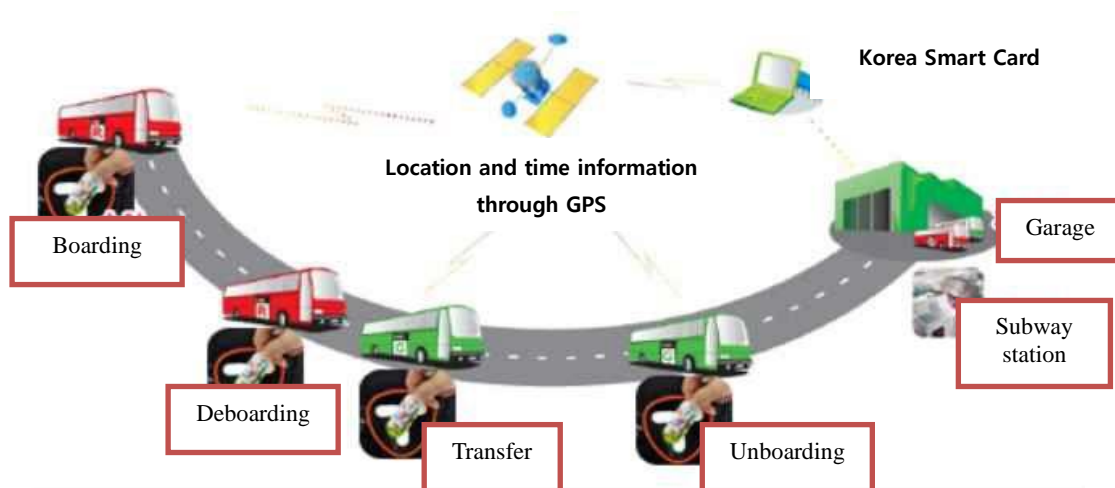 Korea Smart Card
Location and time information
through GPS
Boarding
Garage
Subway
station
Deboarding
Transfer
Unboarding